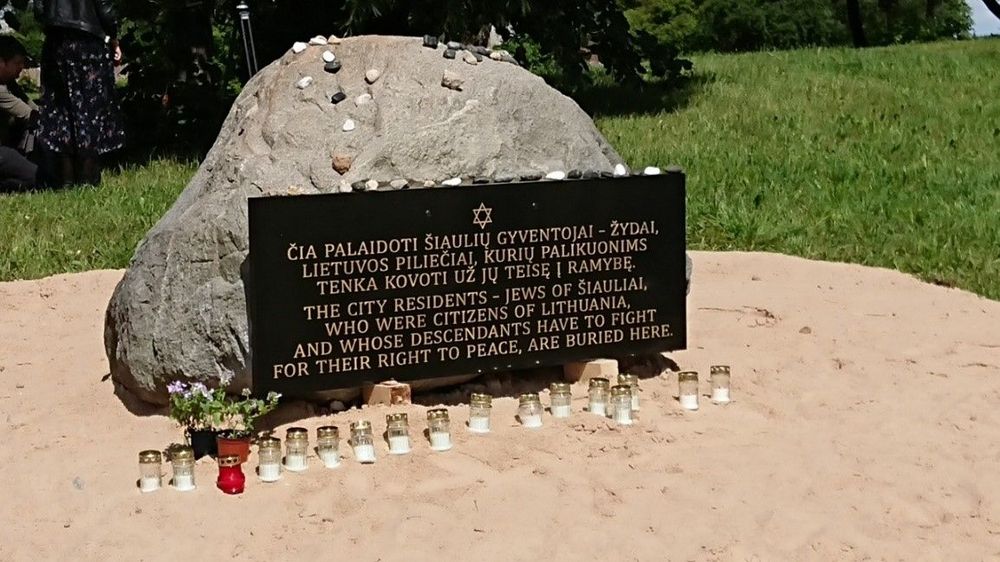 ČIA PALAIDOTI ŠIAULIŲ GYVENTOJAI - ŽYDAI,
LIETUVOS PILIEČIAI, KURIŲ PALIKUONIMS
TENKA KOVOTI UŽ JŲ TEISĘ Į RAMYBĘ.
THE CITY RESIDENTS - JEWS OF ŠIAULIAI,
WHO WERE CITIZENS OF LITHUANIA,
AND WHOSE DESCENDANTS HAVE TO FIGHT
FOR THEIR RIGHT TO PEACE, ARE BURIED HERE.